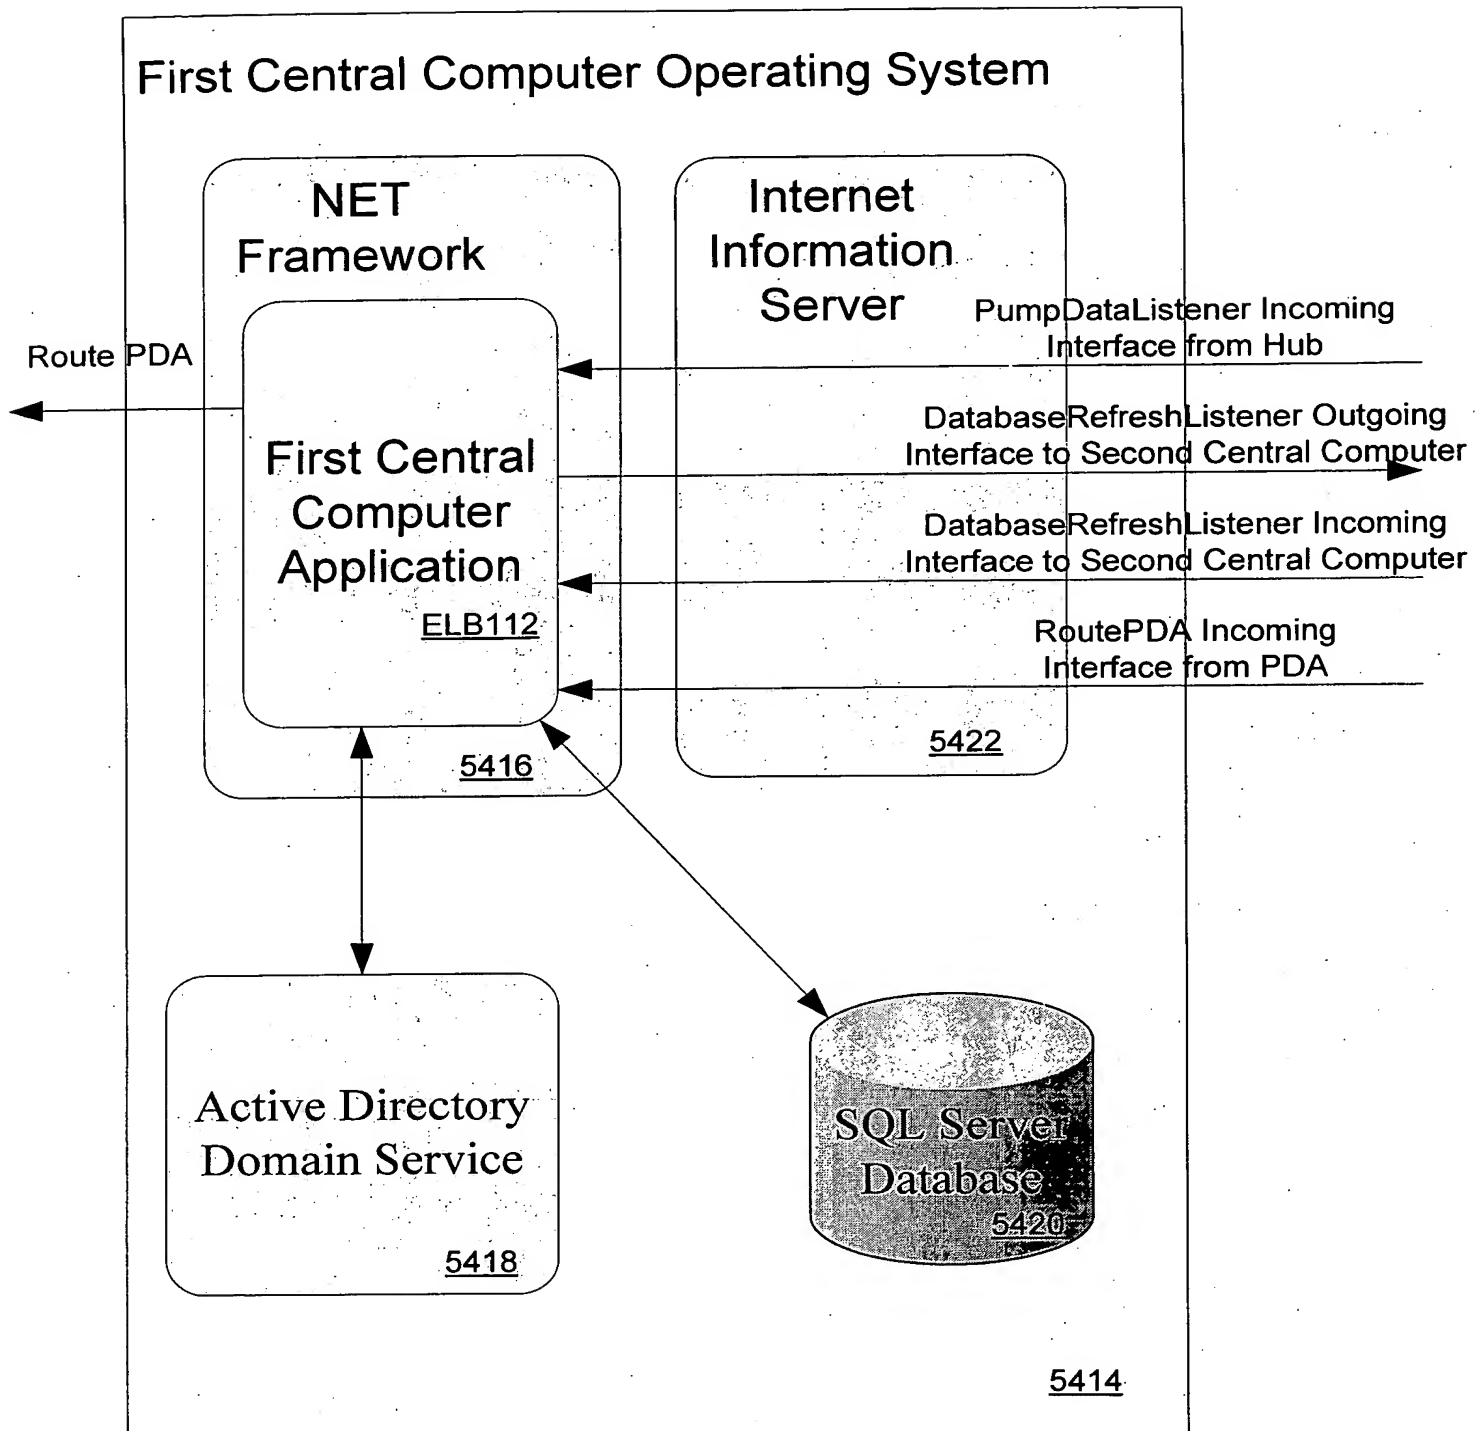 First Central Computer Operating System
NET
Framework
Internet
Information
Server
PumpDataListener Incoming
Interface from Hub
Route PDA
DatabaseRefreshListener Outgoing
Interface to Second Central Computer
First Central
Computer
Application
ELB112
DatabaseRefreshListener Incoming
Interface to Second Central Computer
RoutePDA Incoming
Interface from PDA
5422
5416
Active Directory
Domain Service
5418
SQL Server
Database
5420
5414